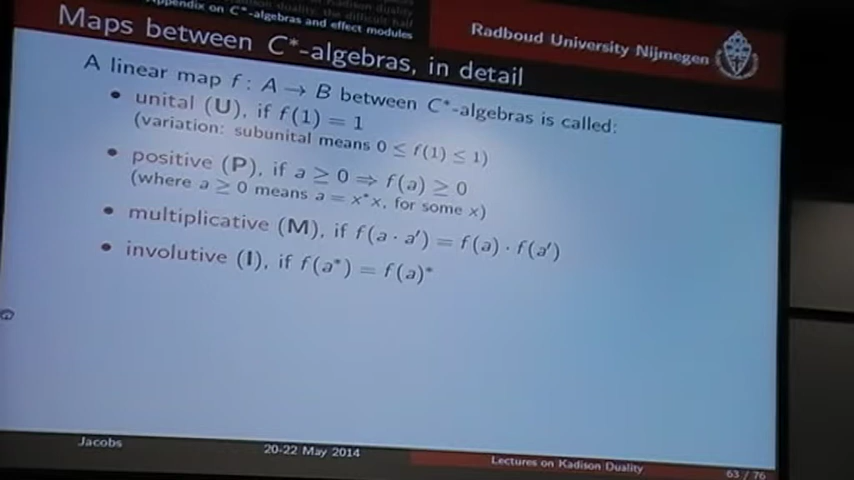 Appendix on C*-algebras and effect modules
Radboud University Nijmegen
Maps between C*-algebras, in detail
A linear map f : A → B between C*-algebras is called:
• unital (U), if f(1) = 1
(variation: subunital means 0 ≤ f(1) ≤ 1)
• positive (P), if a ≥ 0 ⇒ f(a) ≥ 0
(where a ≥ 0 means a = x*x, for some x)
• multiplicative (M), if f(a · a′) = f(a) · f(a′)
• involutive (I), if f(a*) = f(a)*
Jacobs 20-22 May 2014 Lectures on Kadison Duality 63 / 76